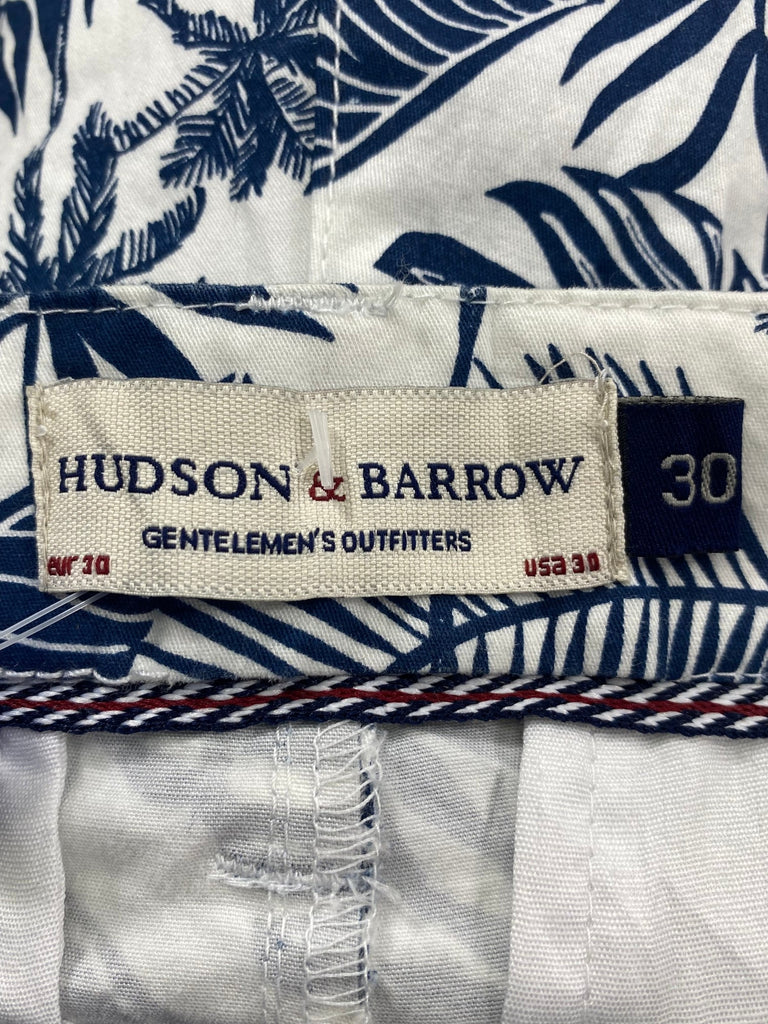 HUDSON & BARROW
GENTELEMEN'S OUTFITTERS
eur 30
usa 30
30